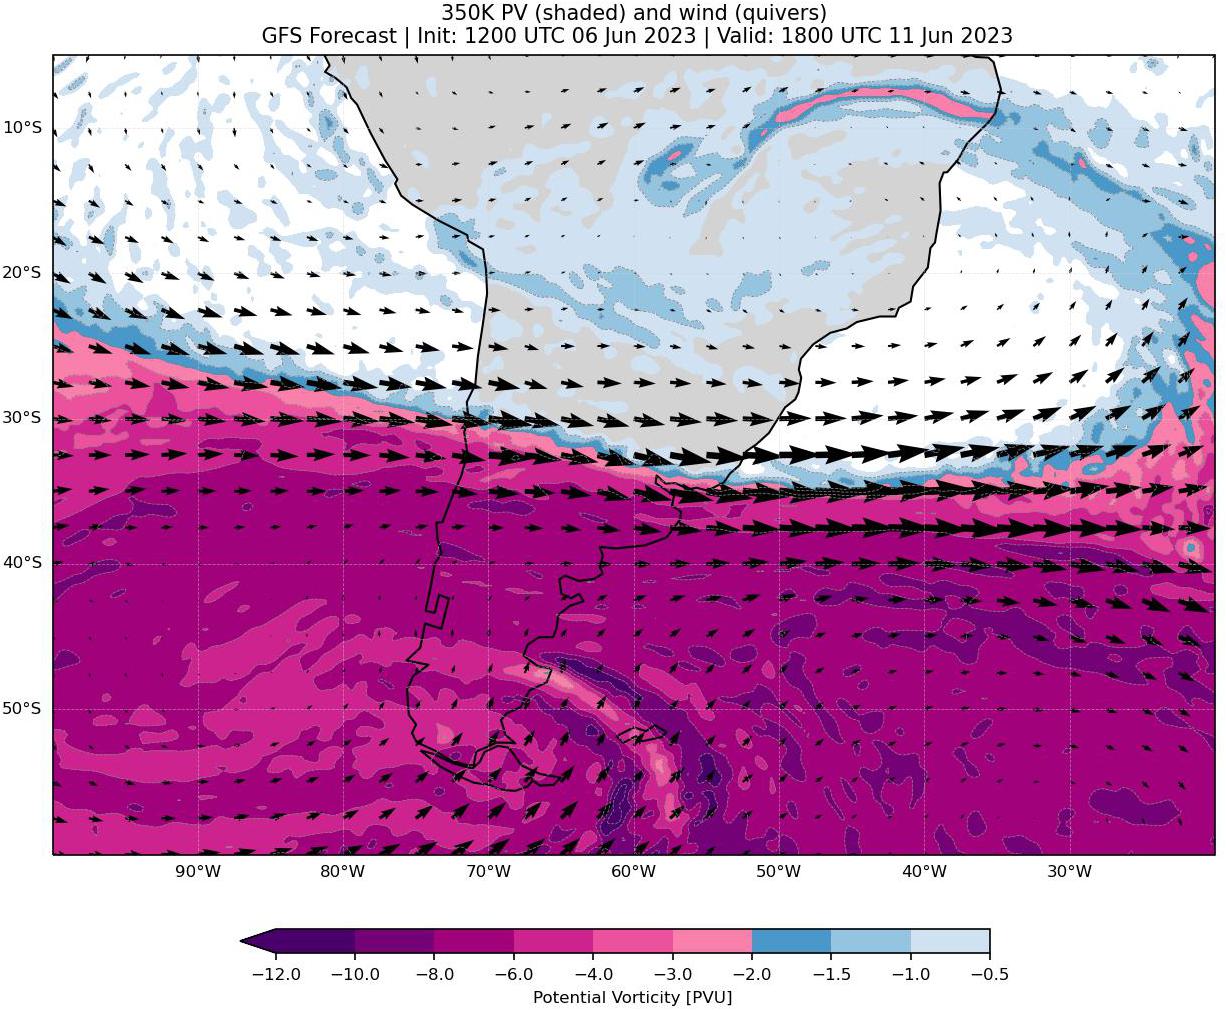 350K PV (shaded) and wind (quivers)
GFS Forecast | Init: 1200 UTC 06 Jun 2023 | Valid: 1800 UTC 11 Jun 2023
10°S
20°S
30°S
40°S
50°S
90°W 80°W 70°W 60°W 50°W 40°W 30°W
−12.0 −10.0 −8.0 −6.0 −4.0 −3.0 −2.0 −1.5 −1.0 −0.5
Potential Vorticity [PVU]